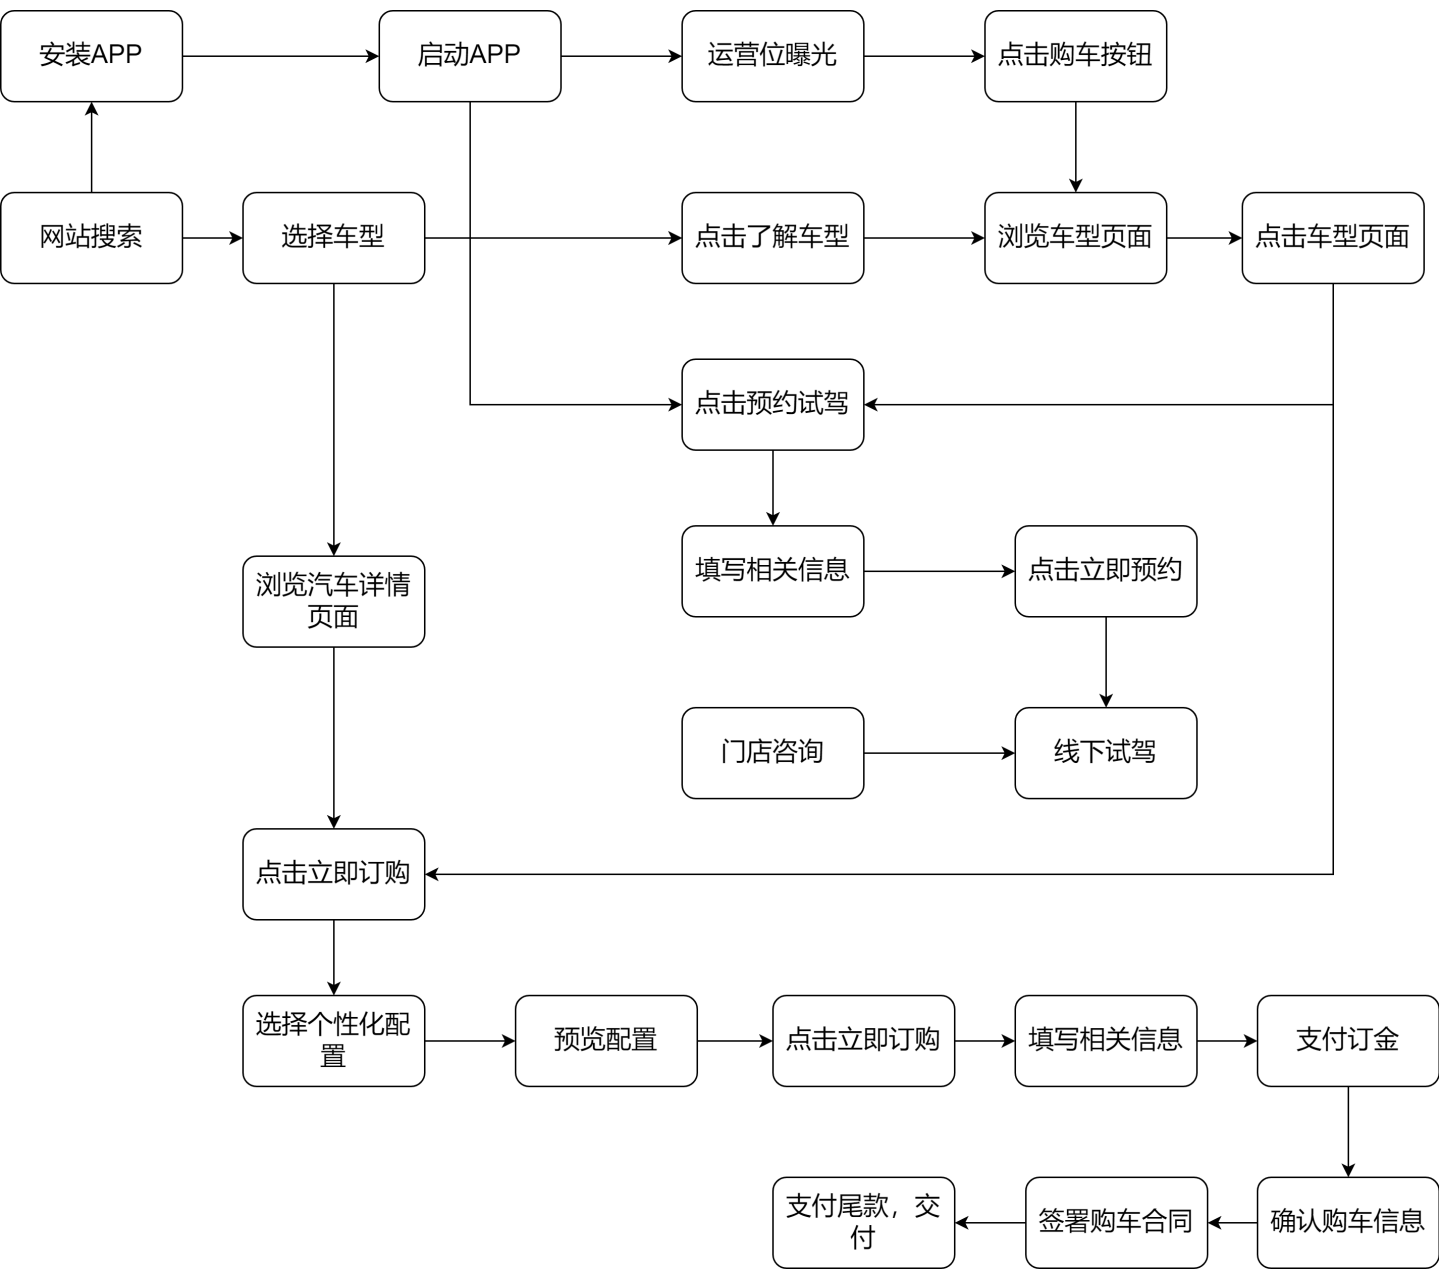 安装APP
启动APP
运营位曝光
点击购车按钮
网站搜索
选择车型
点击了解车型
浏览车型页面
点击车型页面
点击预约试驾
填写相关信息
点击立即预约
浏览汽车详情
页面
门店咨询
线下试驾
点击立即订购
选择个性化配
置
预览配置
点击立即订购
填写相关信息
支付订金
支付尾款，交
付
签署购车合同
确认购车信息